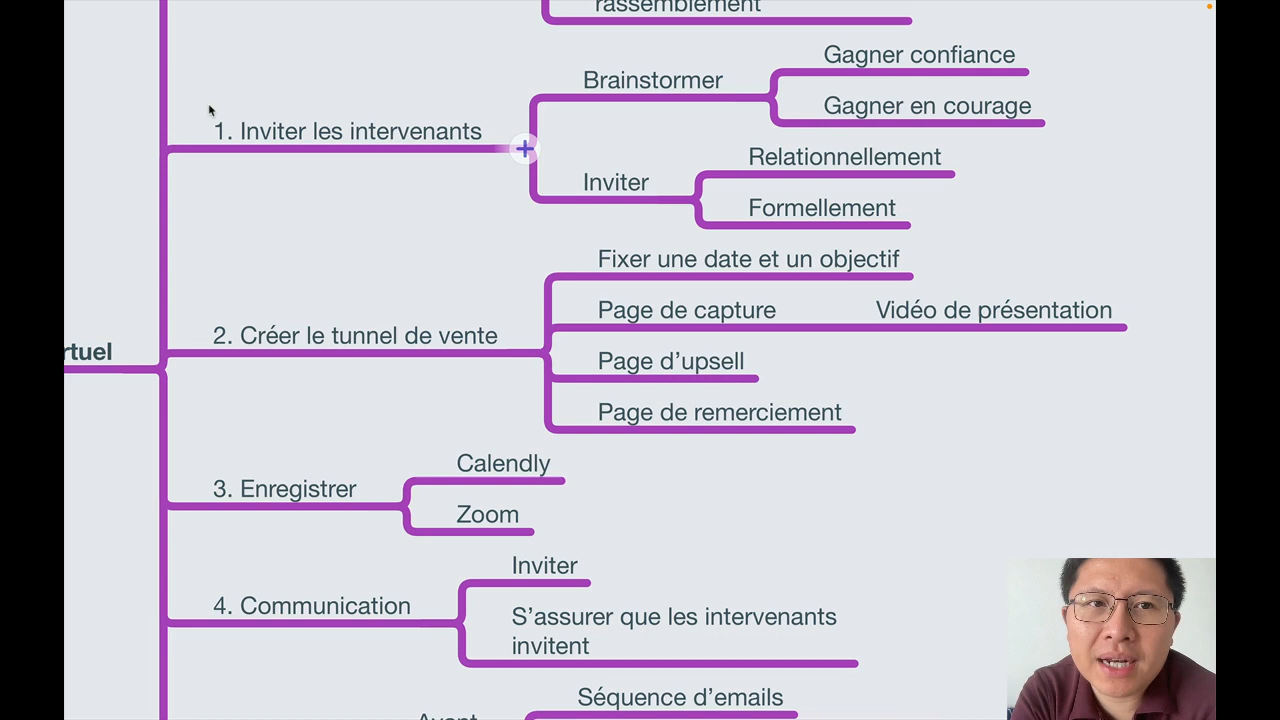 rassemblement
Brainstormer
Gagner confiance
Gagner en courage
1. Inviter les intervenants
Inviter
Relationnellement
Formellement
2. Créer le tunnel de vente
Fixer une date et un objectif
Page de capture
Vidéo de présentation
Page d’upsell
Page de remerciement
rtuel
3. Enregistrer
Calendly
Zoom
4. Communication
Inviter
S’assurer que les intervenants
invitent
Séquence d’emails
Avant